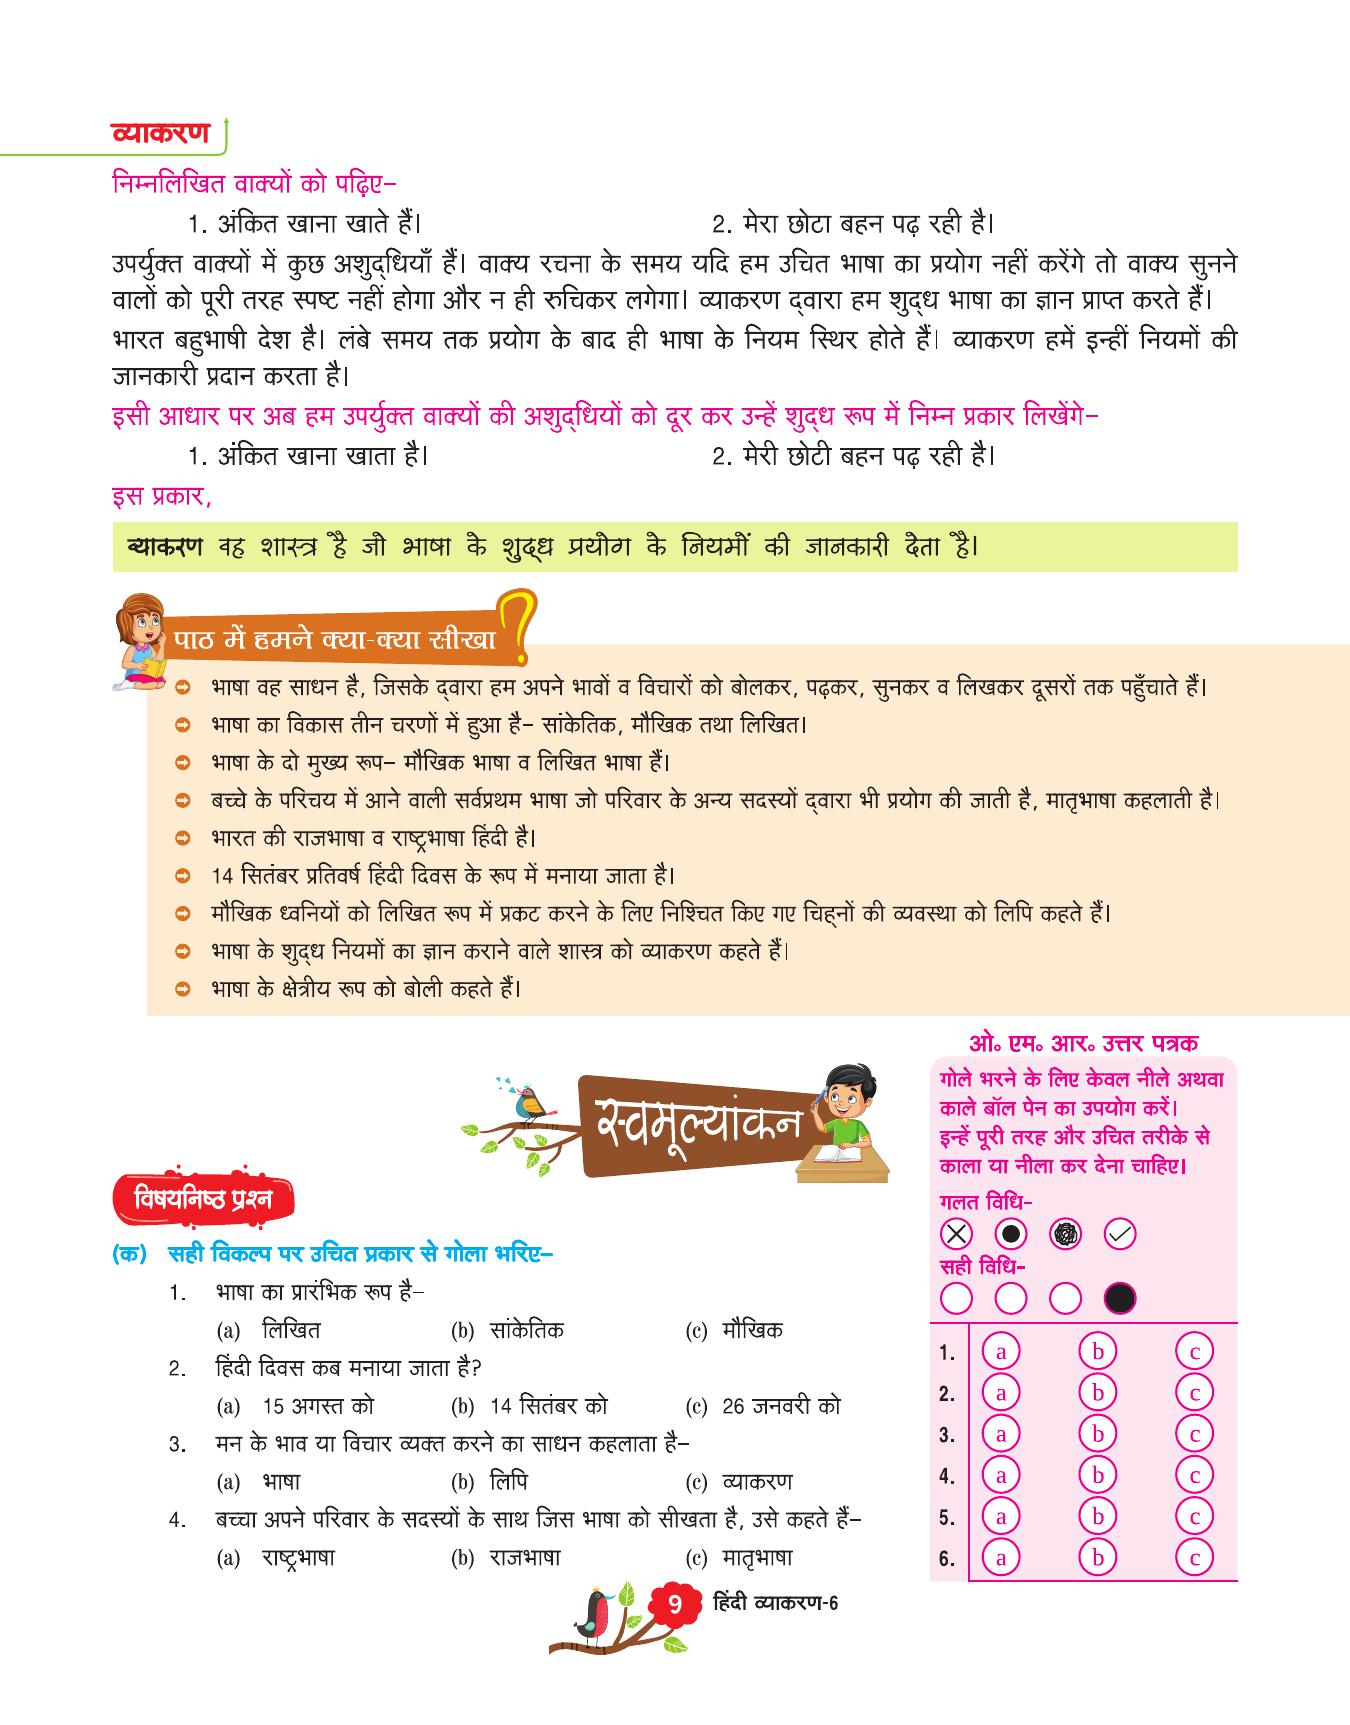 व्याकरण
निम्नलिखित वाक्यों को पढ़िए–
1. अंकित खाना खाते हैं।
2. मेरा छोटा बहन पढ़ रही है।
उपर्युक्त वाक्यों में कुछ अशुद्धियाँ हैं। वाक्य रचना के समय यदि हम उचित भाषा का प्रयोग नहीं करेंगे तो वाक्य सुनने
वालों को पूरी तरह स्पष्ट नहीं होगा और न ही रुचिकर लगेगा। व्याकरण द्वारा हम शुद्ध भाषा का ज्ञान प्राप्त करते हैं।
भारत बहुभाषी देश है। लंबे समय तक प्रयोग के बाद ही भाषा के नियम स्थिर होते हैं। व्याकरण हमें इन्हीं नियमों की
जानकारी प्रदान करता है।
इसी आधार पर अब हम उपर्युक्त वाक्यों की अशुद्धियों को दूर कर उन्हें शुद्ध रूप में निम्न प्रकार लिखेंगे–
1. अंकित खाना खाता है।
2. मेरी छोटी बहन पढ़ रही है।
इस प्रकार,
व्याकरण वह शास्त्र है जो भाषा के शुद्ध प्रयोग के नियमों की जानकारी देता है।
पाठ में हमने क्या-क्या सीखा ?
भाषा वह साधन है, जिसके द्वारा हम अपने भावों व विचारों को बोलकर, पढ़कर, सुनकर व लिखकर दूसरों तक पहुँचाते हैं।
भाषा का विकास तीन चरणों में हुआ है– सांकेतिक, मौखिक तथा लिखित।
भाषा के दो मुख्य रूप– मौखिक भाषा व लिखित भाषा हैं।
बच्चे के परिचय में आने वाली सर्वप्रथम भाषा जो परिवार के अन्य सदस्यों द्वारा भी प्रयोग की जाती है, मातृभाषा कहलाती है।
भारत की राजभाषा व राष्ट्रभाषा हिंदी है।
14 सितंबर प्रतिवर्ष हिंदी दिवस के रूप में मनाया जाता है।
मौखिक ध्वनियों को लिखित रूप में प्रकट करने के लिए निश्चित किए गए चिह्नों की व्यवस्था को लिपि कहते हैं।
भाषा के शुद्ध नियमों का ज्ञान कराने वाले शास्त्र को व्याकरण कहते हैं।
भाषा के क्षेत्रीय रूप को बोली कहते हैं।
स्वमूल्यांकन
विषयनिष्ठ प्रश्न
(क) सही विकल्प पर उचित प्रकार से गोला भरिए–
1. भाषा का प्रारंभिक रूप है–
(a) लिखित (b) सांकेतिक (c) मौखिक
2. हिंदी दिवस कब मनाया जाता है?
(a) 15 अगस्त को (b) 14 सितंबर को (c) 26 जनवरी को
3. मन के भाव या विचार व्यक्त करने का साधन कहलाता है–
(a) भाषा (b) लिपि (c) व्याकरण
4. बच्चा अपने परिवार के सदस्यों के साथ जिस भाषा को सीखता है, उसे कहते हैं–
(a) राष्ट्रभाषा (b) राजभाषा (c) मातृभाषा
ओ॰ एम॰ आर॰ उत्तर पत्रक
गोले भरने के लिए केवल नीले अथवा
काले बॉल पेन का उपयोग करें।
इन्हें पूरी तरह और उचित तरीके से
काला या नीला कर देना चाहिए।
गलत विधि–
सही विधि–
1. a b c
2. a b c
3. a b c
4. a b c
5. a b c
6. a b c
9 हिंदी व्याकरण-6